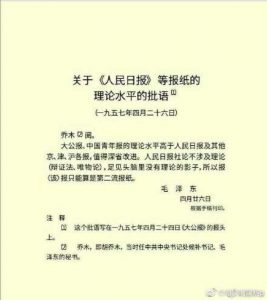 关于《人民日报》等报纸的
理论水平的批语[1]
(一九五七年四月二十六日)
乔木[2]阅。
大公报、中国青年报的理论水平高于人民日报及其他
京、津、沪各报，值得深省改进。人民日报社论不涉及理论
(辩证法、唯物论)，足见头脑里没有理论的影子，所以报
(该)报只能算是第二流报纸。
毛泽东
四月廿六日
根据手稿刊印。
注释
〔1〕 这个批语写在一九五七年四月二十四日《大公报》的报头
上。
〔2〕 乔木，即胡乔木，当时任中共中央书记处候补书记、毛
泽东的秘书。